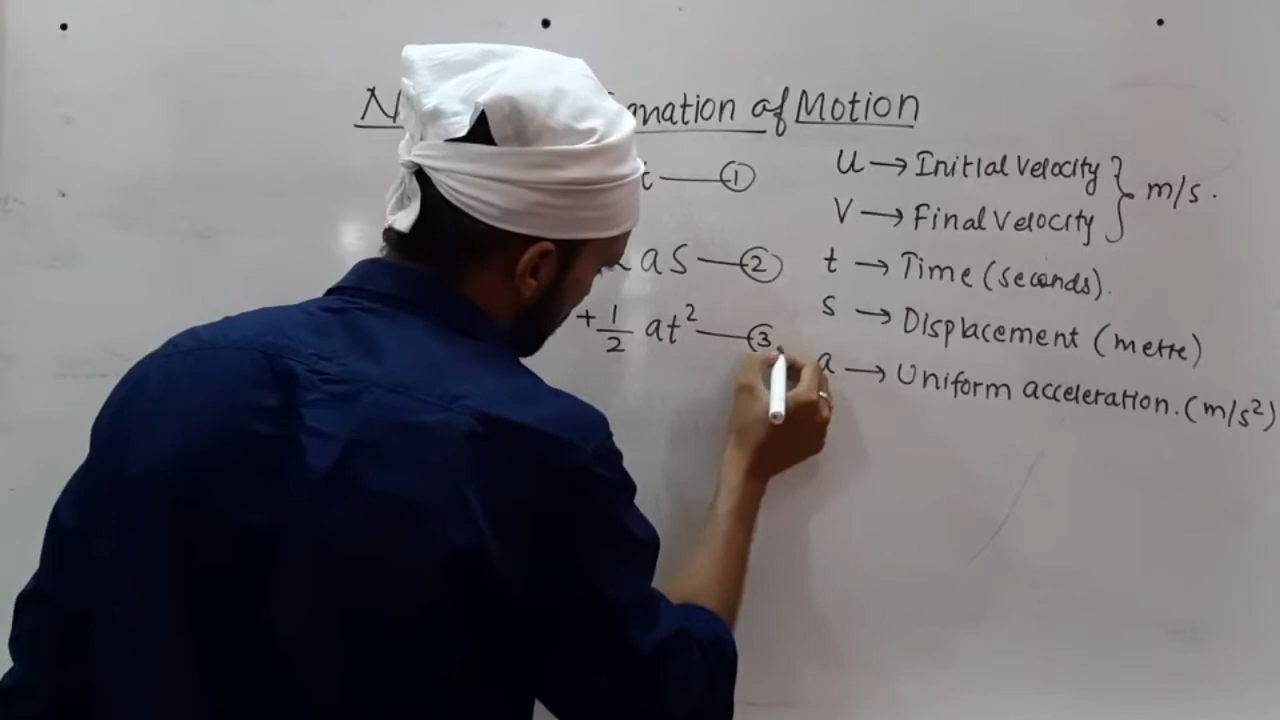 of Motion
t — ①
as — ②
+ 1/2 at² — ③
u → Initial velocity } m/s.
V → Final velocity
t → Time (seconds).
s → Displacement (metre)
a → Uniform acceleration. (m/s²)